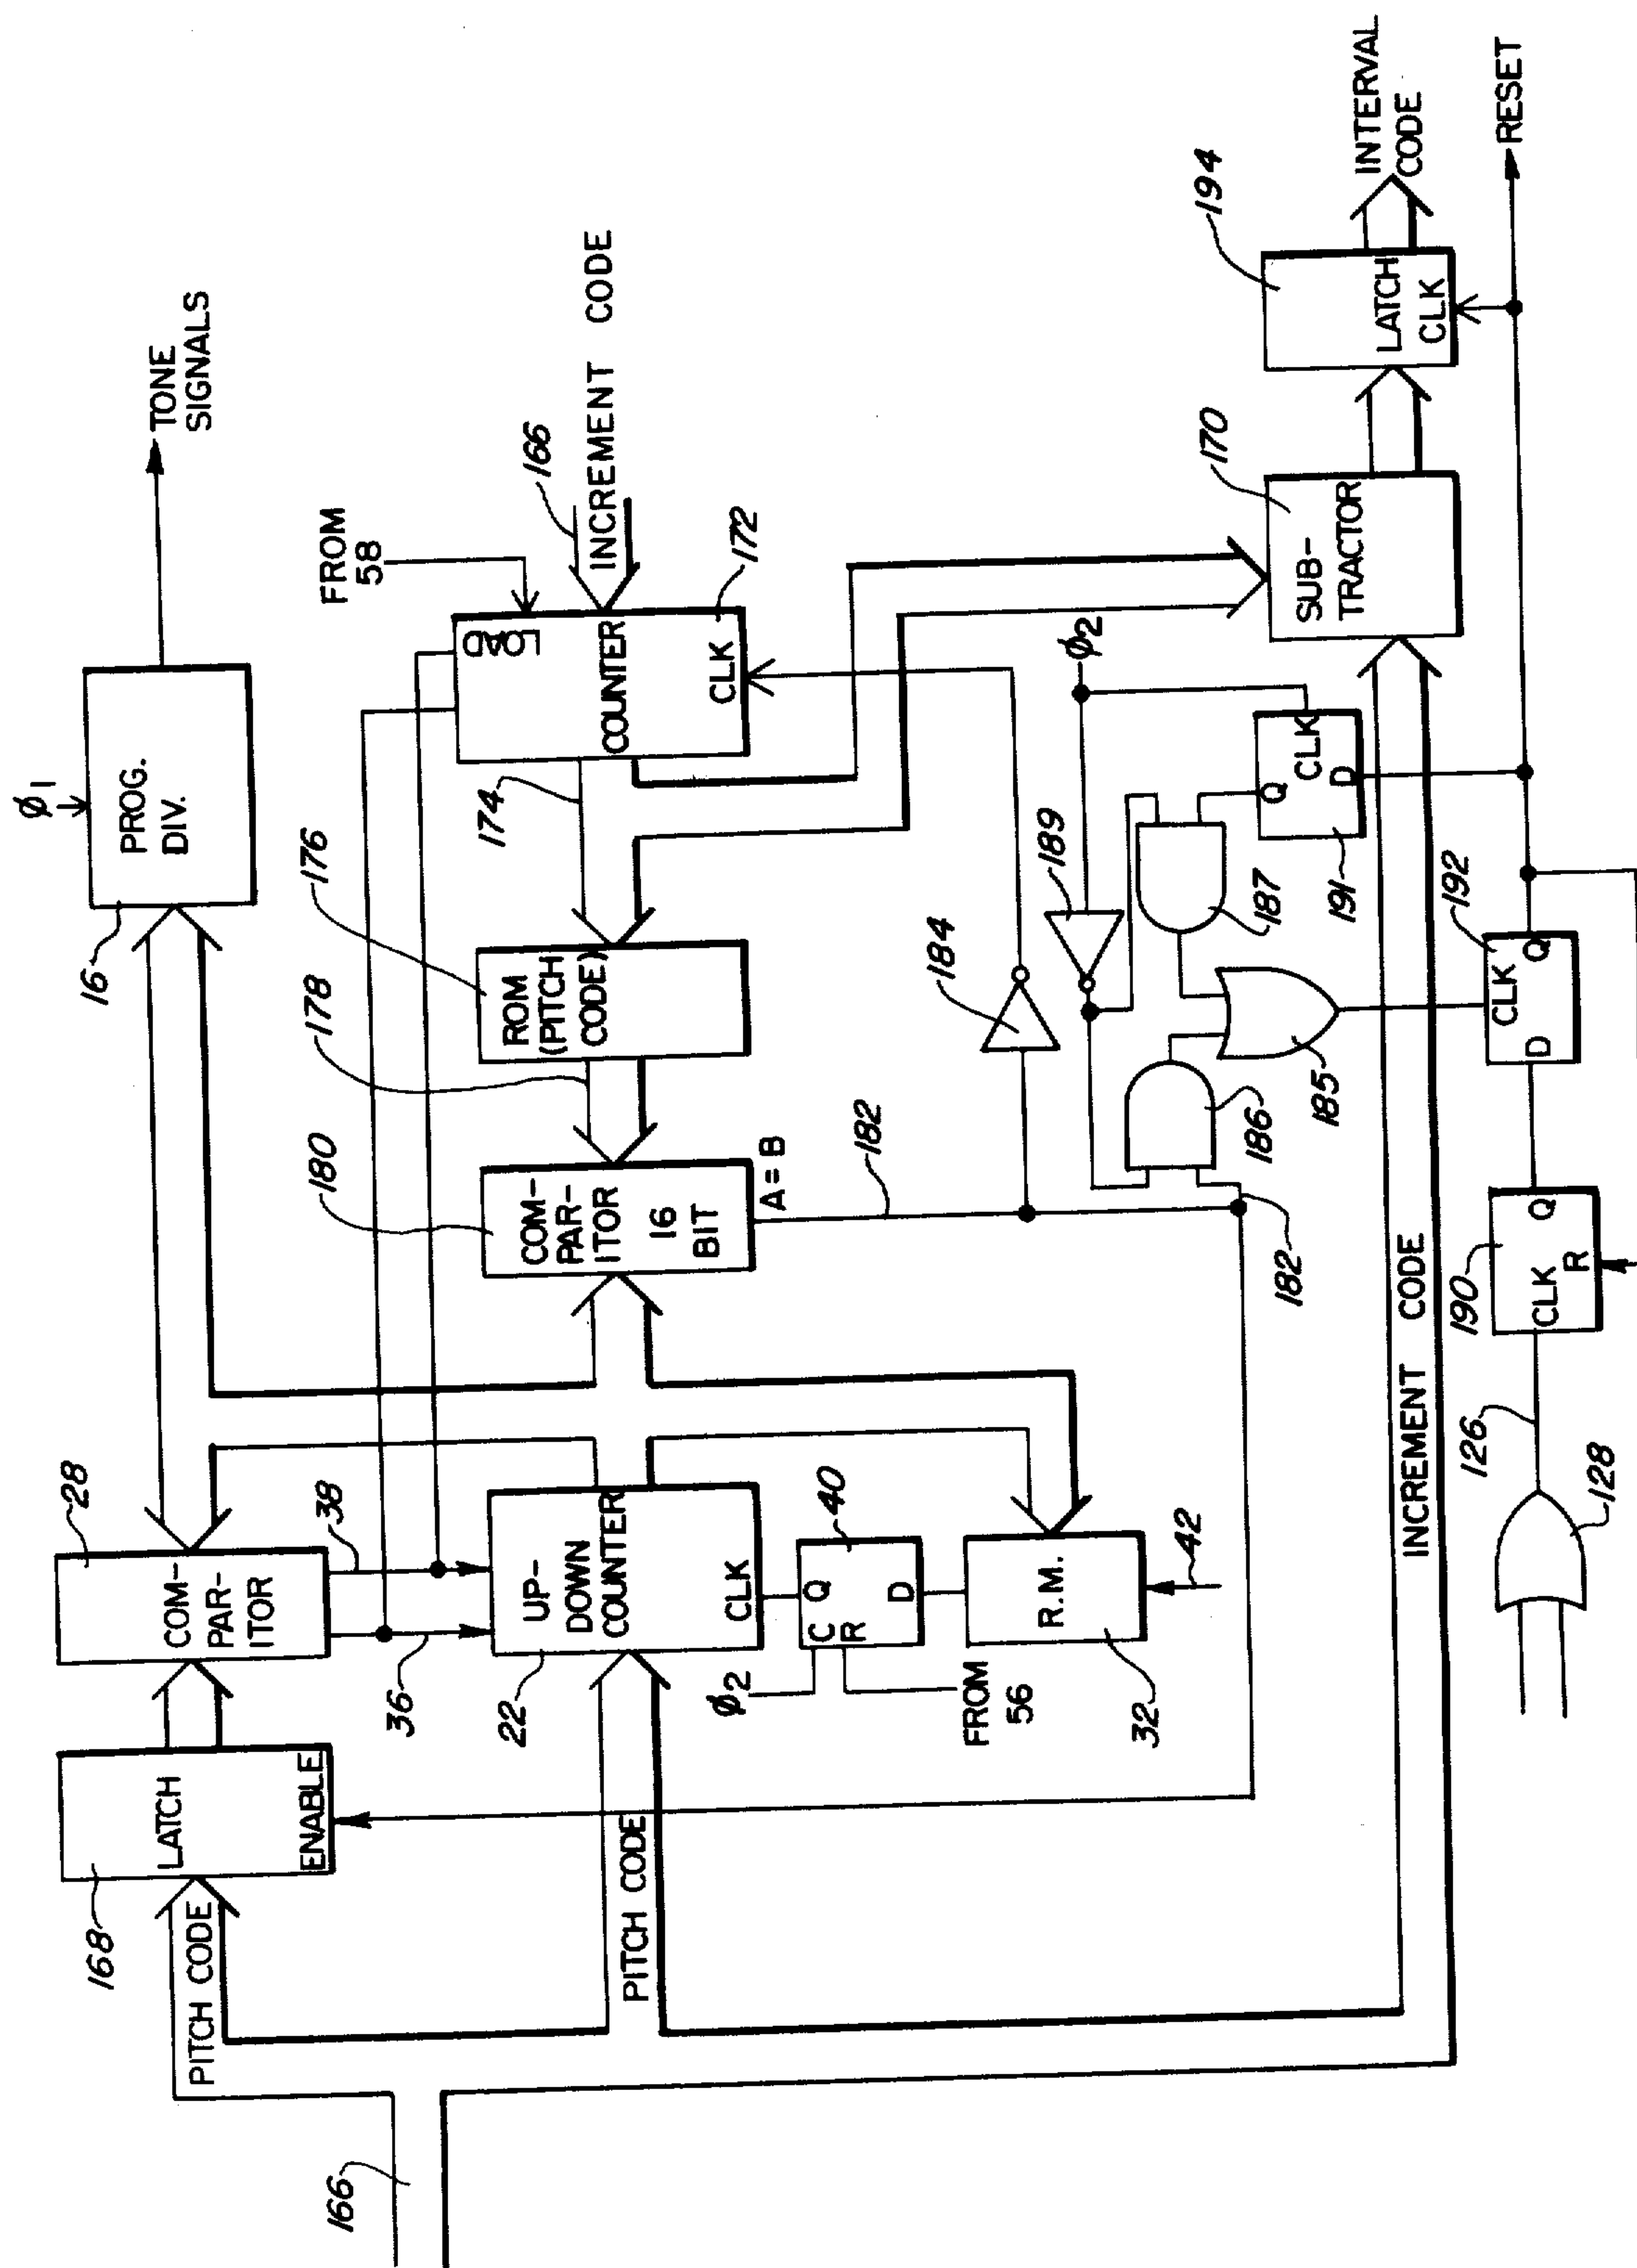 ϕ1
PROG.
DIV.
16
TONE
SIGNALS
28
COM-
PAR-
ITOR
38
36
168
LATCH
ENABLE
PITCH CODE
166
PITCH CODE
UP-
DOWN
COUNTER
CLK
22
ϕ2
C
R
Q
D
40
FROM
56
R.M.
32
42
180
COM-
PAR-
ITOR
16
BIT
A = B
182
178
176
ROM
(PITCH
CODE)
174
FROM
58
LOAD
COUNTER
CLK
172
166
INCREMENT CODE
184
189
ϕ2
186
187
185
182
Q
CLK
D
191
CLK
D
Q
192
190
CLK
R
Q
126
128
INCREMENT CODE
SUB-
TRACTOR
170
LATCH
CLK
194
INTERVAL
CODE
RESET